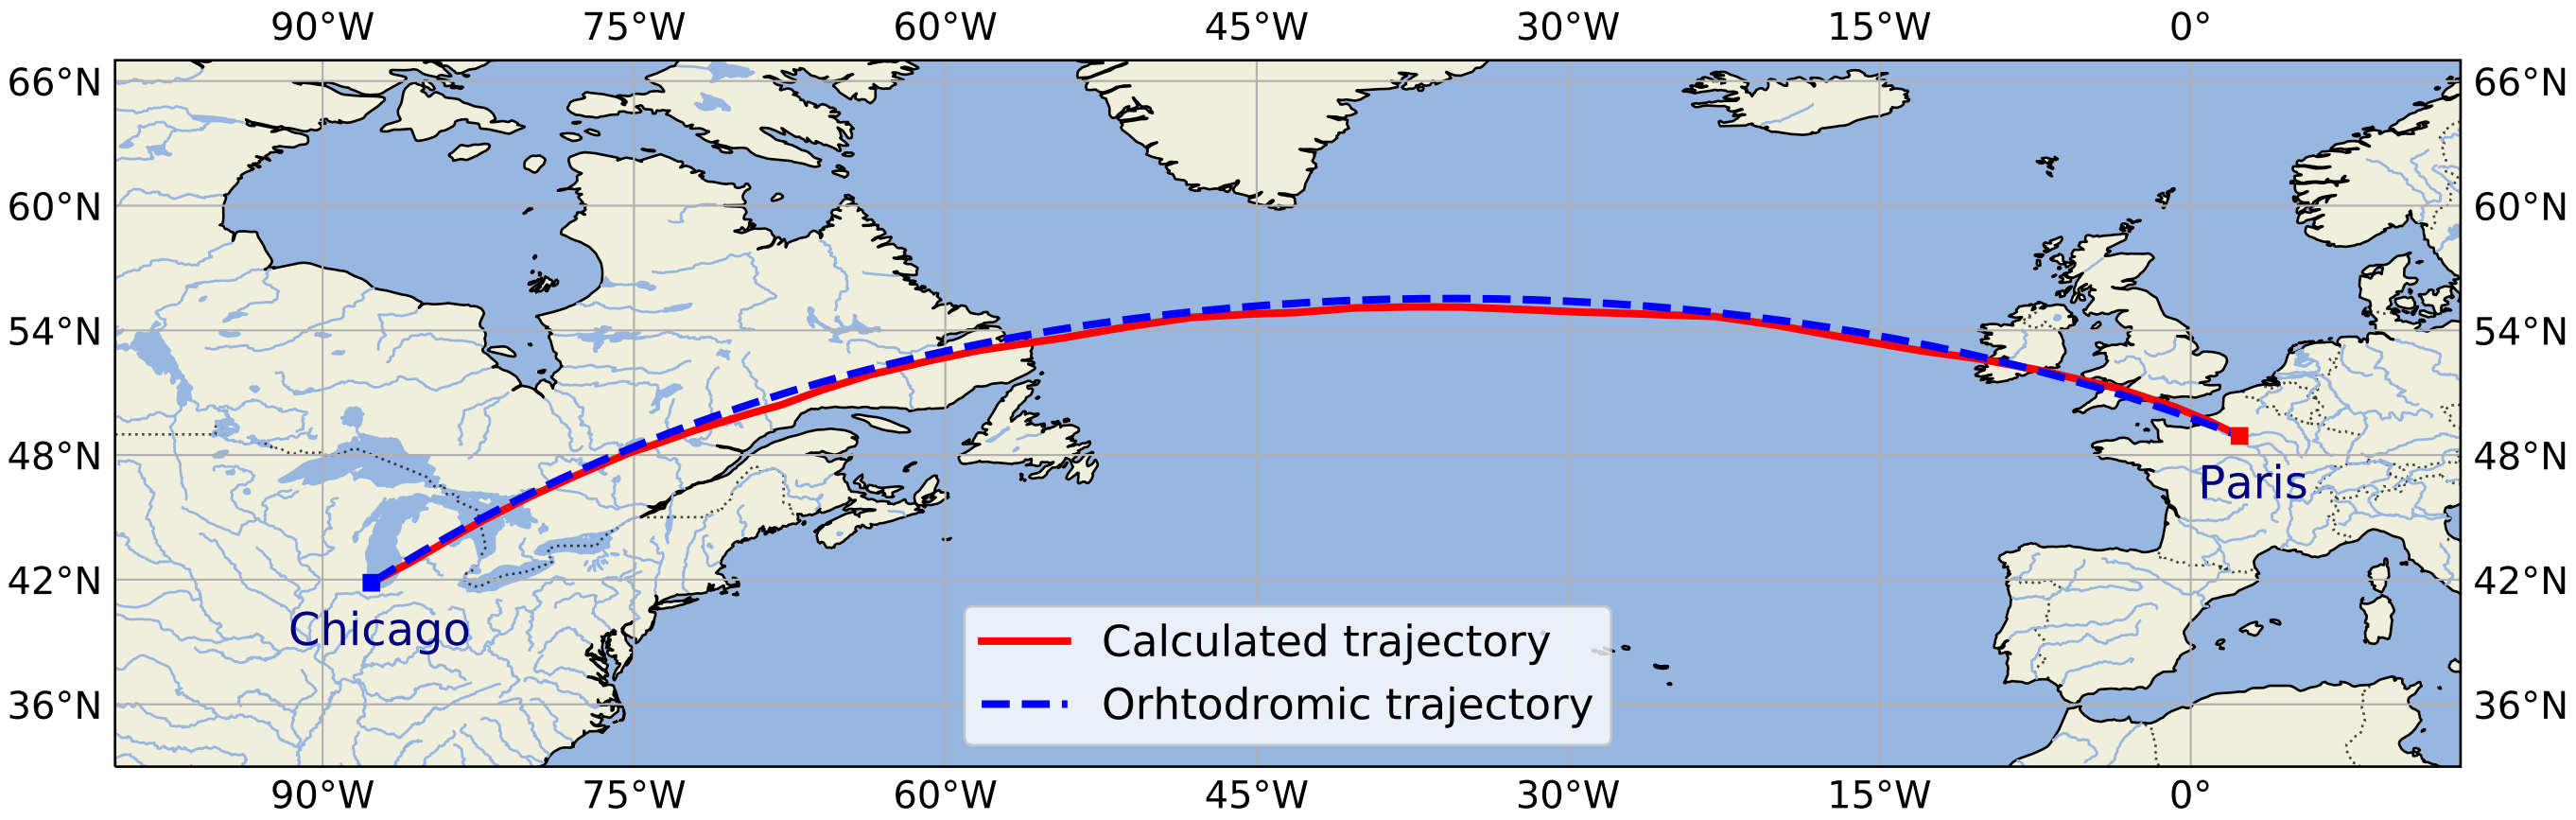 90°W 75°W 60°W 45°W 30°W 15°W 0°
66°N 66°N
60°N 60°N
54°N 54°N
48°N 48°N
Paris
42°N 42°N
Chicago
Calculated trajectory
36°N Orhtodromic trajectory 36°N
90°W 75°W 60°W 45°W 30°W 15°W 0°